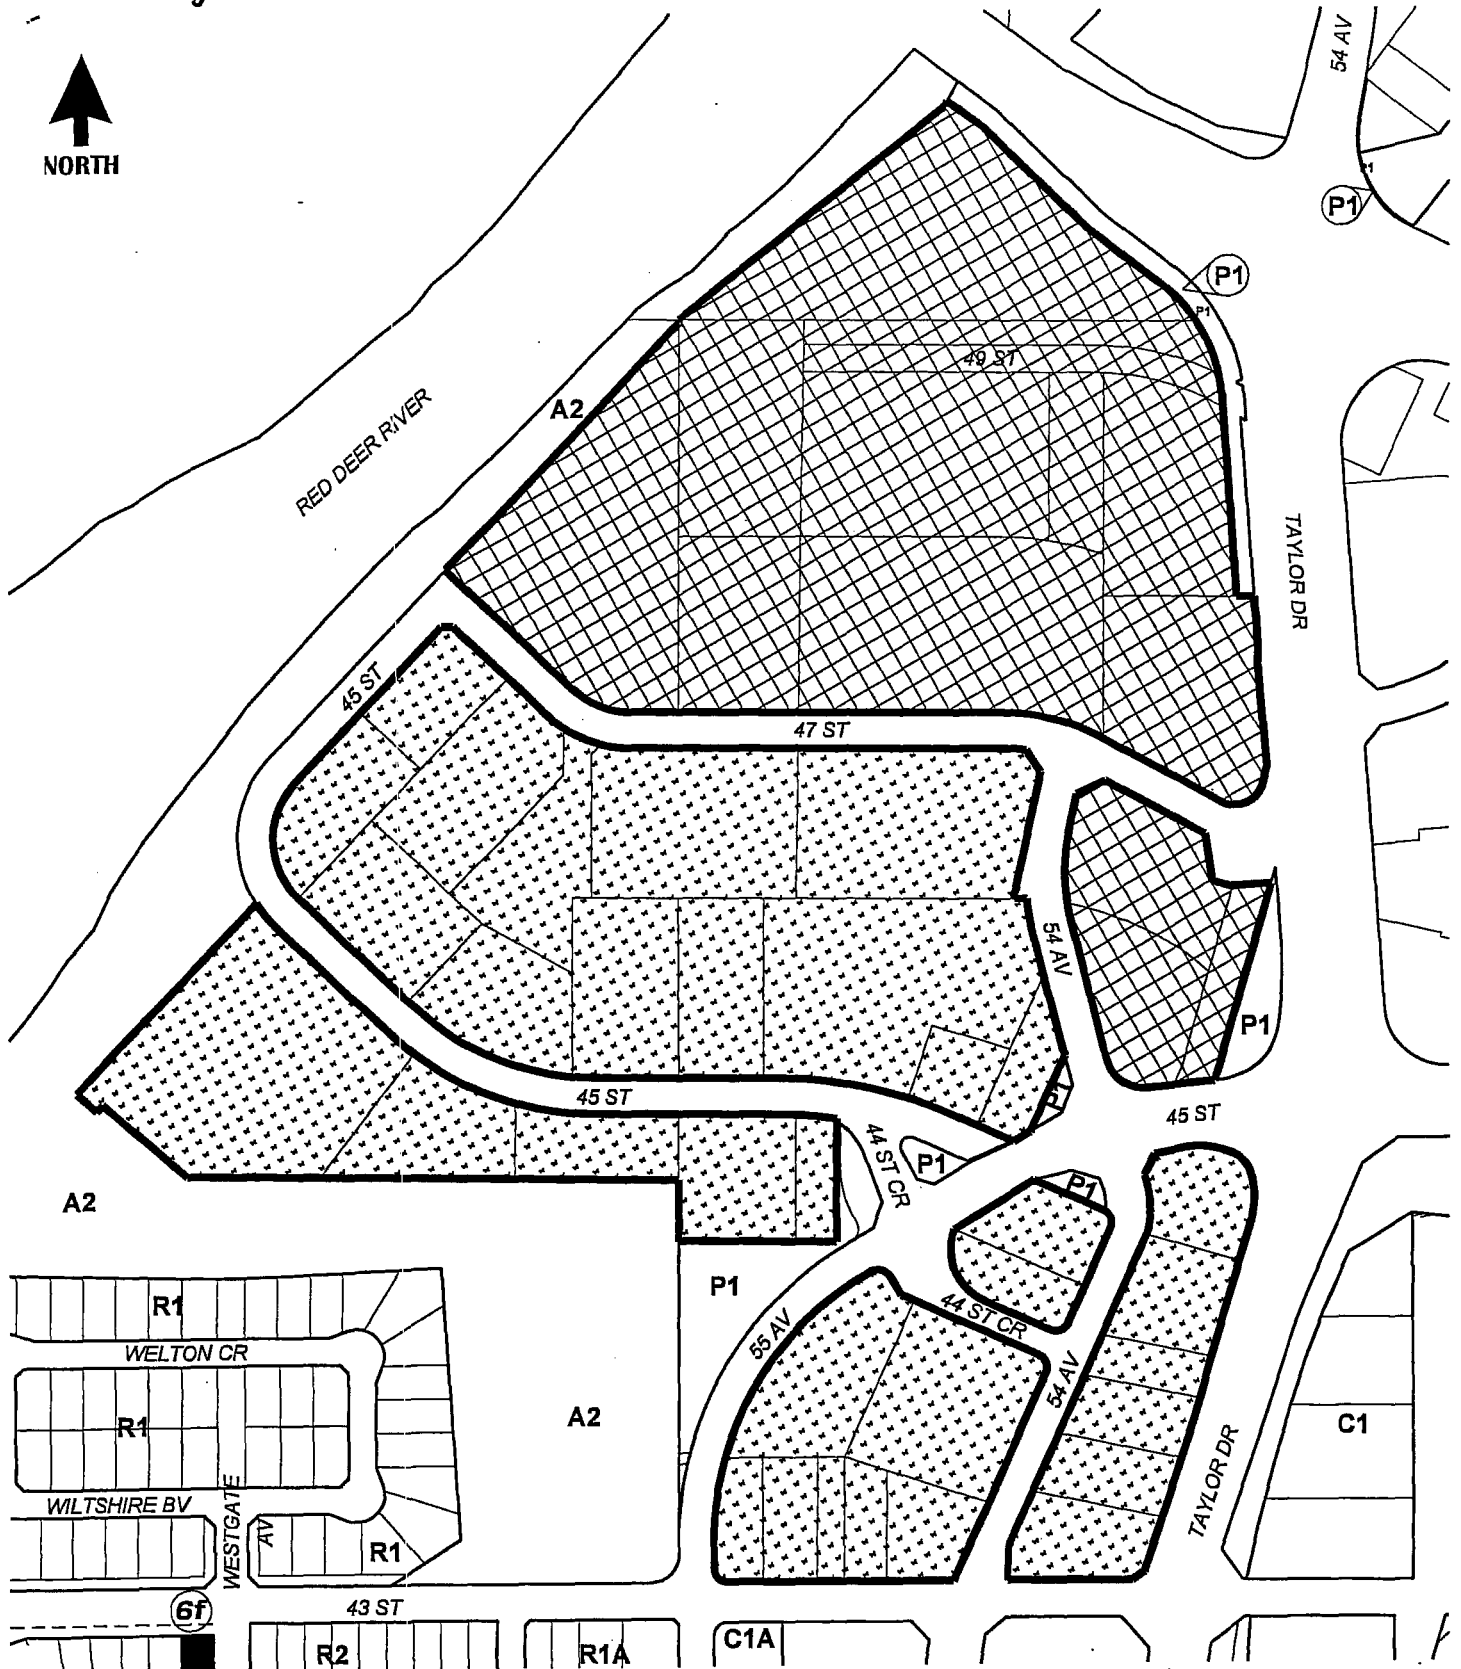 54 AV
NORTH
P1
P1
P1
49 ST
A2
RED DEER RIVER
TAYLOR DR
45 ST
47 ST
54 AV
P1
45 ST
P1
45 ST
44 ST CR
P1
P1
A2
P1
R1
44 ST CR
55 AV
WELTON CR
54 AV
A2
R1
C1
TAYLOR DR
WILTSHIRE BV
WESTGATE
AV
R1
6f
43 ST
R2
R1A
C1A